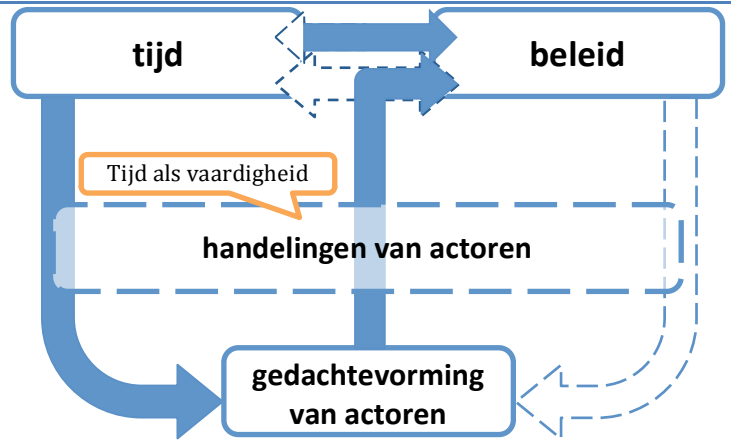 tijd
beleid
Tijd als vaardigheid
handelingen van actoren
gedachtevorming
van actoren